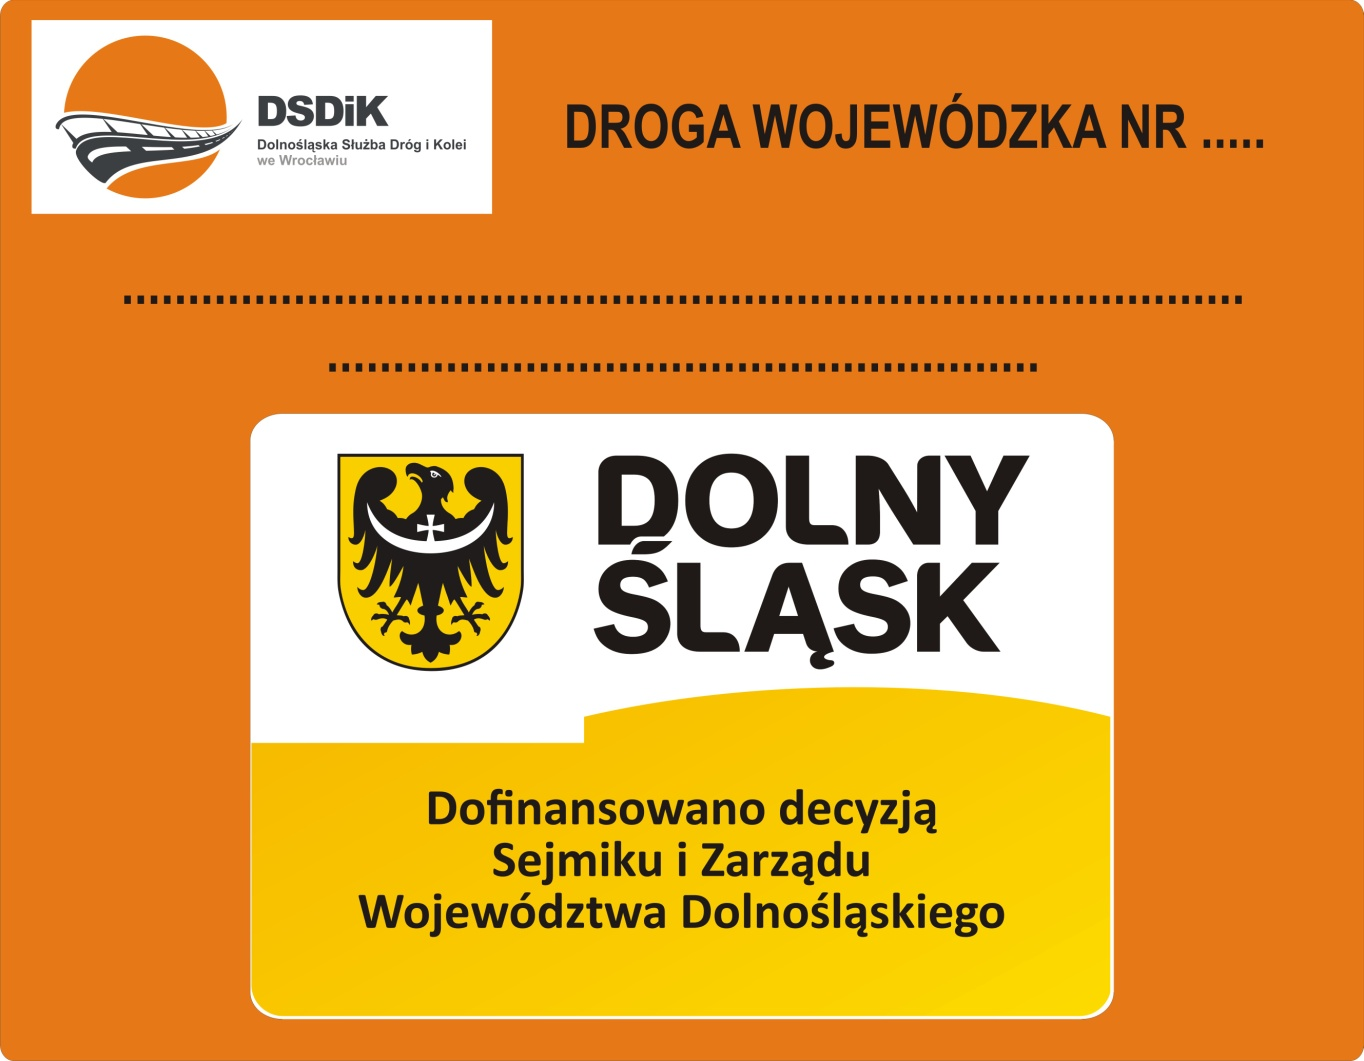 DSDiK
Dolnośląska Służba Dróg i Kolei
we Wrocławiu
DROGA WOJEWÓDZKA NR .....
.....................................................................................
......................................................
DOLNY
ŚLĄSK
Dofinansowano decyzją
Sejmiku i Zarządu
Województwa Dolnośląskiego